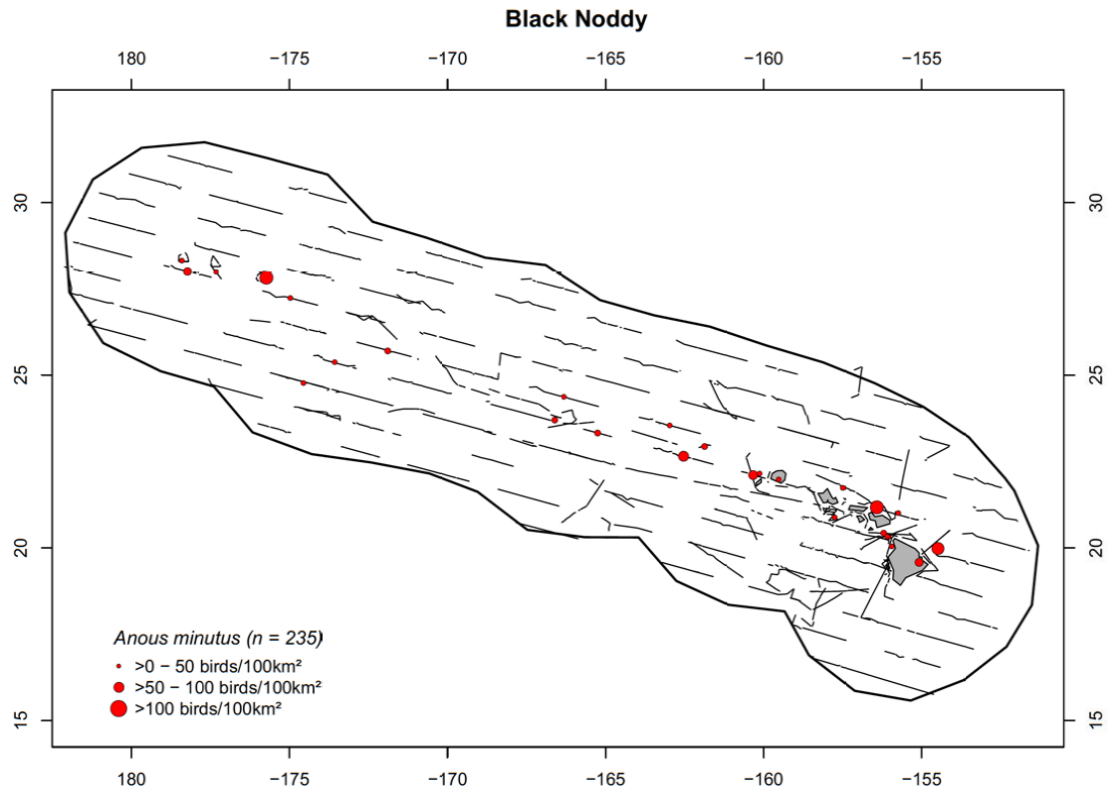 Black Noddy
180 −175 −170 −165 −160 −155
30 30
25 25
20 20
15 15
Anous minutus (n = 235)
>0 − 50 birds/100km²
>50 − 100 birds/100km²
>100 birds/100km²
180 −175 −170 −165 −160 −155